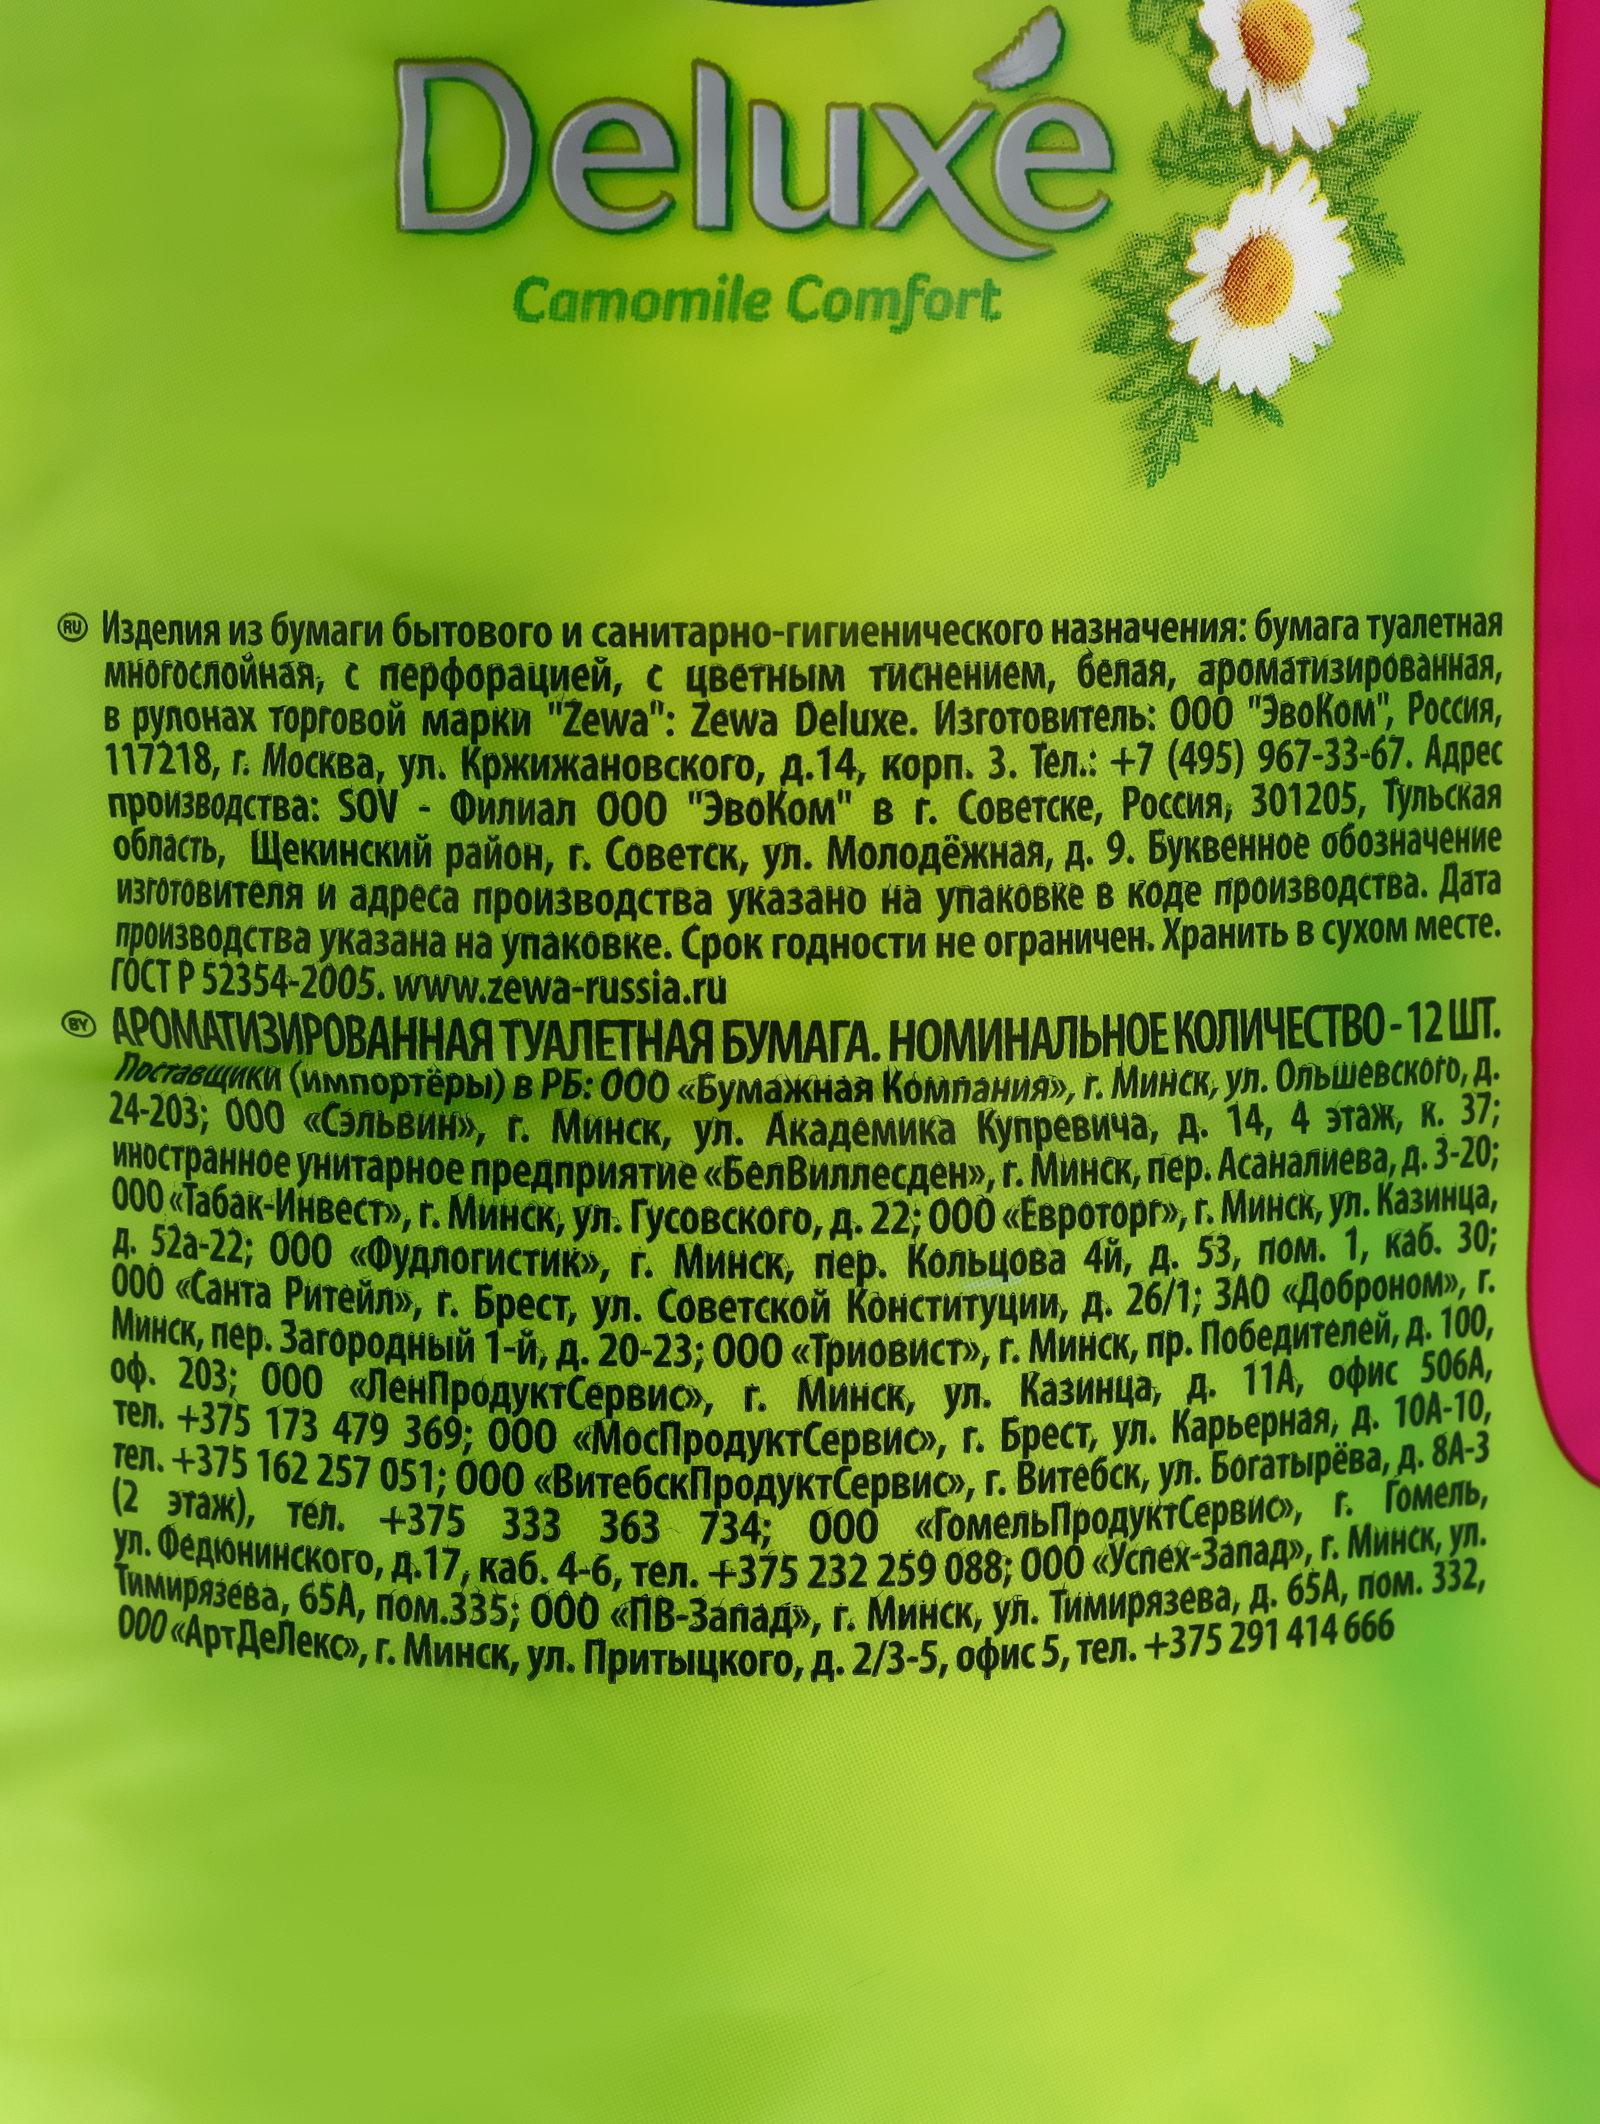 Deluxe
Camomile Comfort
RU Изделия из бумаги бытового и санитарно-гигиенического назначения: бумага туалетная
многослойная, с перфорацией, с цветным тиснением, белая, ароматизированная,
в рулонах торговой марки "Zewa": Zewa Deluxe. Изготовитель: ООО "ЭвоКом", Россия,
117218, г. Москва, ул. Кржижановского, д.14, корп. 3. Тел.: +7 (495) 967-33-67. Адрес
производства: SOV - Филиал ООО "ЭвоКом" в г. Советске, Россия, 301205, Тульская
область, Щекинский район, г. Советск, ул. Молодёжная, д. 9. Буквенное обозначение
изготовителя и адреса производства указано на упаковке в коде производства. Дата
производства указана на упаковке. Срок годности не ограничен. Хранить в сухом месте.
ГОСТ Р 52354-2005. www.zewa-russia.ru
BY АРОМАТИЗИРОВАННАЯ ТУАЛЕТНАЯ БУМАГА. НОМИНАЛЬНОЕ КОЛИЧЕСТВО - 12 ШТ.
Поставщики (импортёры) в РБ: ООО «Бумажная Компания», г. Минск, ул. Ольшевского, д.
24-203; ООО «Сэльвин», г. Минск, ул. Академика Купревича, д. 14, 4 этаж, к. 37;
иностранное унитарное предприятие «БелВиллесден», г. Минск, пер. Асаналиева, д. 3-20;
ООО «Табак-Инвест», г. Минск, ул. Гусовского, д. 22; ООО «Евроторг», г. Минск, ул. Казинца,
д. 52а-22; ООО «Фудлогистик», г. Минск, пер. Кольцова 4й, д. 53, пом. 1, каб. 30;
ООО «Санта Ритейл», г. Брест, ул. Советской Конституции, д. 26/1; ЗАО «Доброном», г.
Минск, пер. Загородный 1-й, д. 20-23; ООО «Триовист», г. Минск, пр. Победителей, д. 100,
оф. 203; ООО «ЛенПродуктСервис», г. Минск, ул. Казинца, д. 11А, офис 506А,
тел. +375 173 479 369; ООО «МосПродуктСервис», г. Брест, ул. Карьерная, д. 10А-10,
тел. +375 162 257 051; ООО «ВитебскПродуктСервис», г. Витебск, ул. Богатырёва, д. 8А-3
(2 этаж), тел. +375 333 363 734; ООО «ГомельПродуктСервис», г. Гомель,
ул. Федюнинского, д.17, каб. 4-6, тел. +375 232 259 088; ООО «Успех-Запад», г. Минск, ул.
Тимирязева, 65А, пом.335; ООО «ПВ-Запад», г. Минск, ул. Тимирязева, д. 65А, пом. 332,
ООО «АртДеЛекс», г. Минск, ул. Притыцкого, д. 2/3-5, офис 5, тел. +375 291 414 666